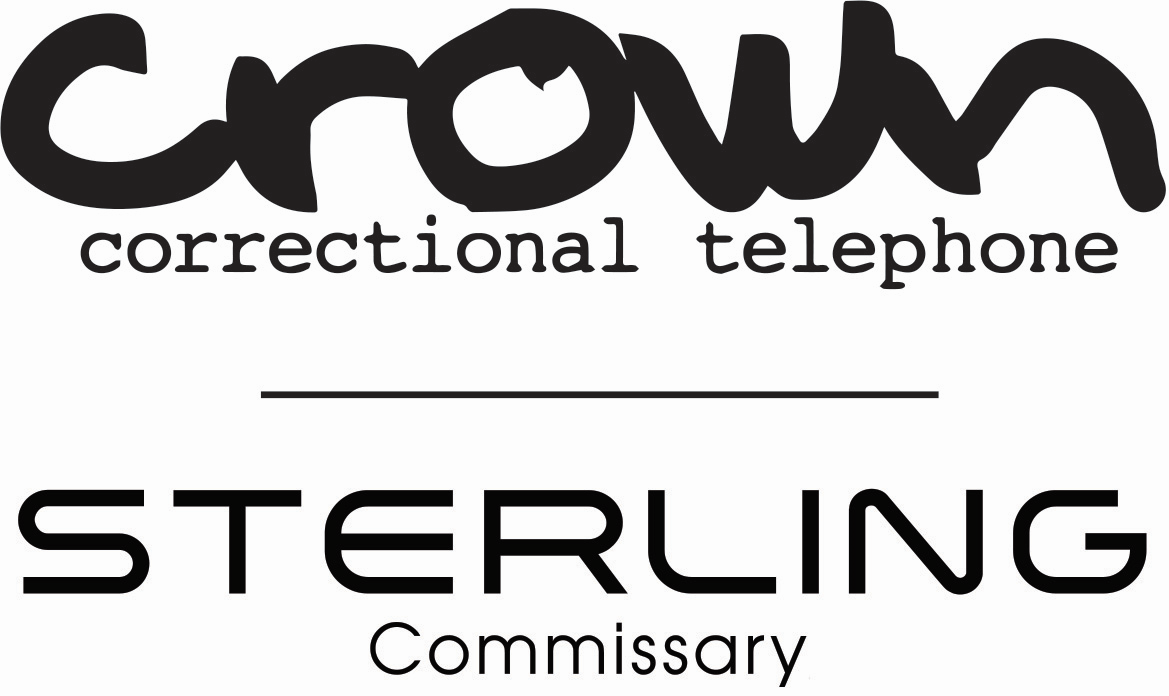 crown
correctional telephone
STERLING
Commissary